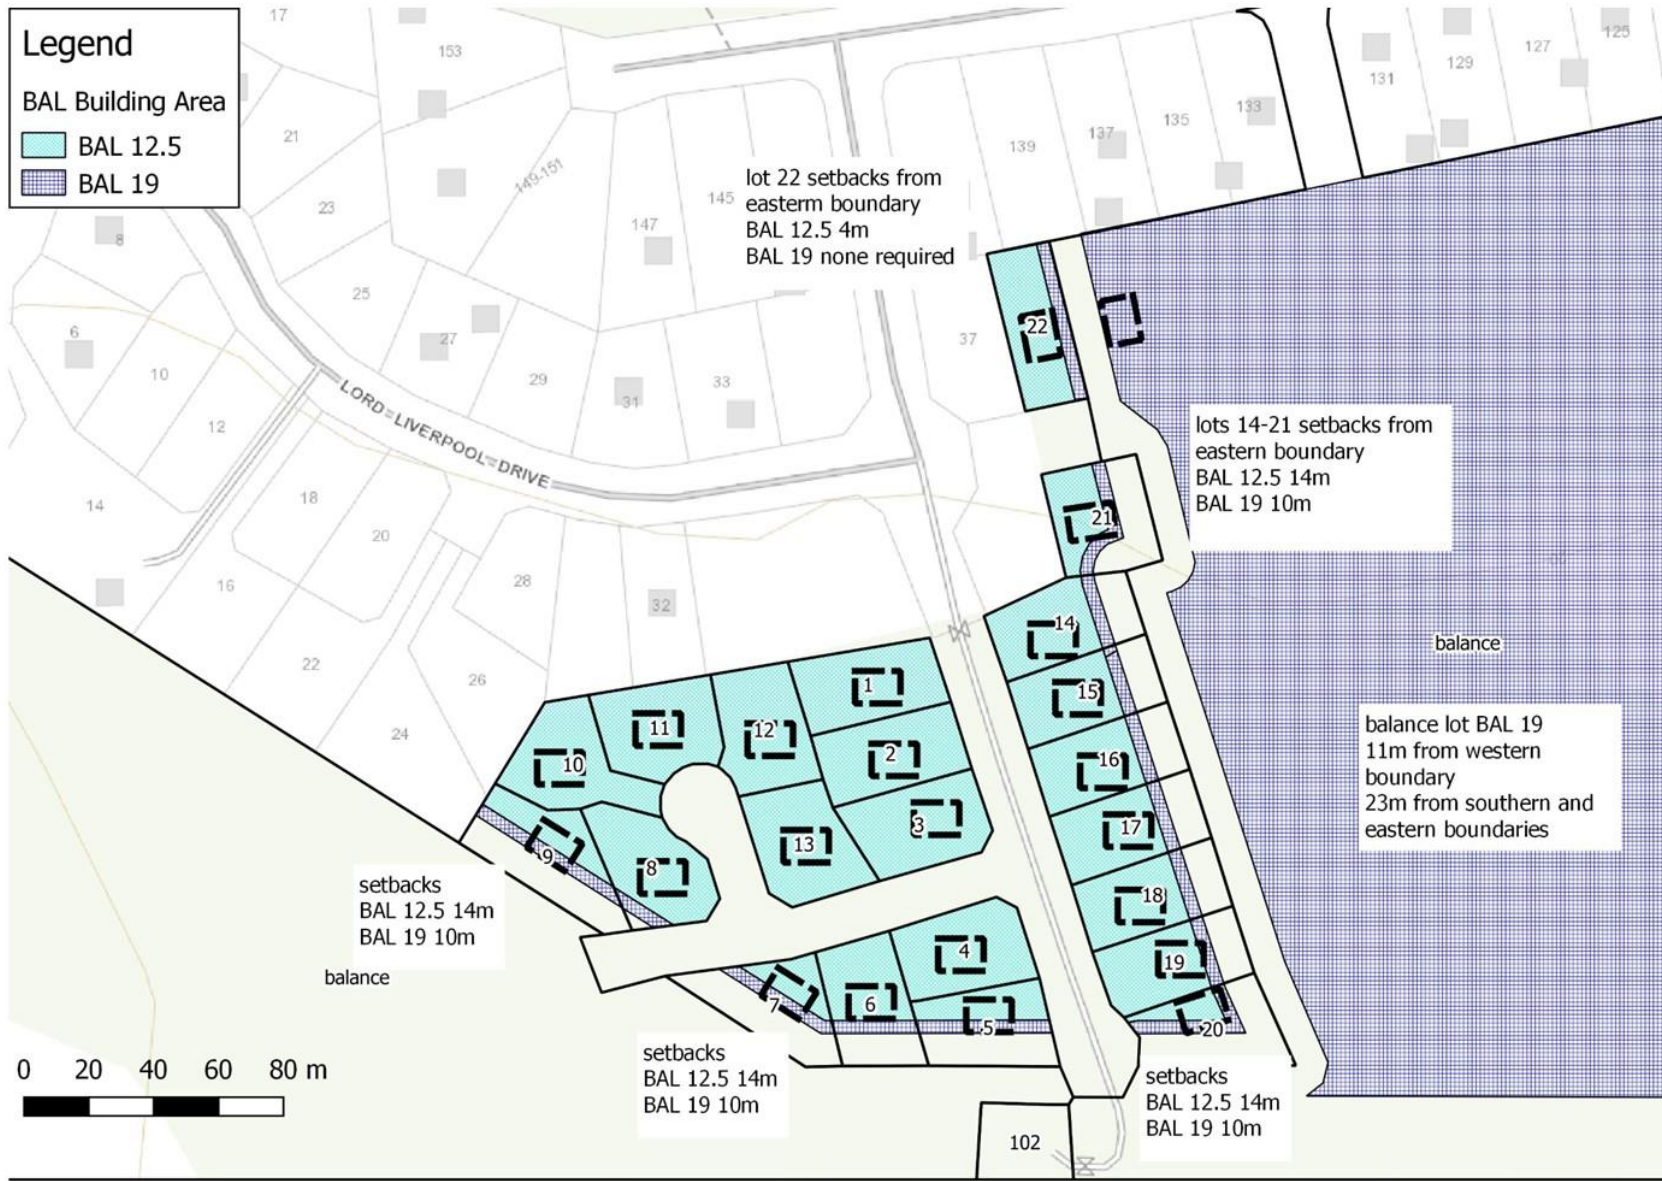 Legend
BAL Building Area
BAL 12.5
BAL 19
17
153
21
149-151
23
8
25
147
145
lot 22 setbacks from
easterm boundary
BAL 12.5 4m
BAL 19 none required
139
137
135
133
131
129
127
125
6
10
12
27
29
31
33
37
22
LORD LIVERPOOL DRIVE
14
18
20
16
28
32
22
26
24
lots 14-21 setbacks from
eastern boundary
BAL 12.5 14m
BAL 19 10m
21
14
15
16
17
18
19
20
balance
balance lot BAL 19
11m from western
boundary
23m from southern and
eastern boundaries
1
2
3
4
5
6
7
8
9
10
11
12
13
setbacks
BAL 12.5 14m
BAL 19 10m
balance
setbacks
BAL 12.5 14m
BAL 19 10m
setbacks
BAL 12.5 14m
BAL 19 10m
102
0 20 40 60 80 m